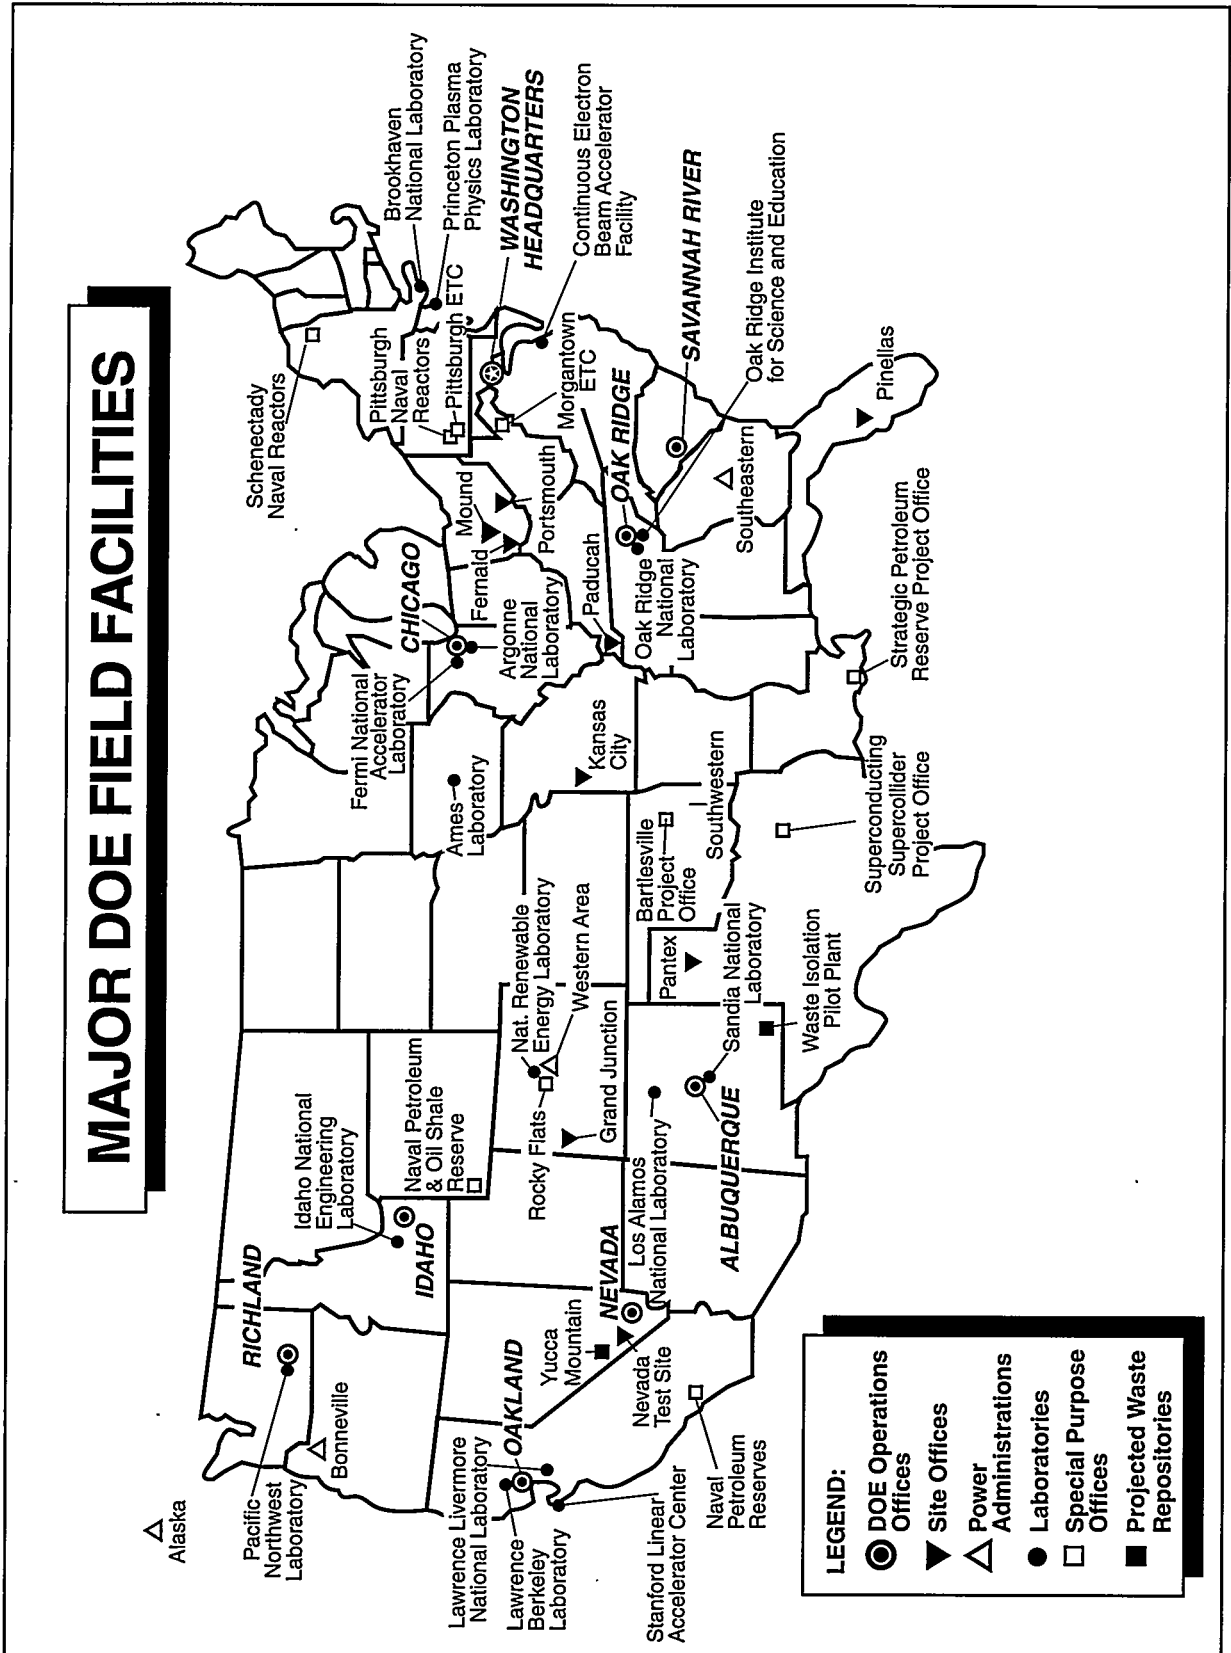 MAJOR DOE FIELD FACILITIES
Alaska
Pacific
Northwest
Laboratory
RICHLAND
Bonneville
Idaho National
Engineering
Laboratory
IDAHO
Naval Petroleum
& Oil Shale
Reserve
Lawrence Livermore
National Laboratory
OAKLAND
Lawrence
Berkeley
Laboratory
Stanford Linear
Accelerator Center
Naval
Petroleum
Reserves
Yucca
Mountain
NEVADA
Nevada
Test Site
Los Alamos
National Laboratory
ALBUQUERQUE
Sandia National
Laboratory
Waste Isolation
Pilot Plant
Rocky Flats
Nat. Renewable
Energy Laboratory
Western Area
Grand Junction
Pantex
Bartlesville
Project
Office
Southwestern
Superconducting
Supercollider
Project Office
Strategic Petroleum
Reserve Project Office
Kansas
City
Ames
Laboratory
Fermi National
Accelerator
Laboratory
CHICAGO
Argonne
National
Laboratory
Paducah
Fernald
Mound
Portsmouth
Oak Ridge
National
Laboratory
OAK RIDGE
Southeastern
SAVANNAH RIVER
Oak Ridge Institute
for Science and Education
Pinellas
Schenectady
Naval Reactors
Pittsburgh
Naval
Reactors
Pittsburgh ETC
Morgantown
ETC
Brookhaven
National Laboratory
Princeton Plasma
Physics Laboratory
WASHINGTON
HEADQUARTERS
Continuous Electron
Beam Accelerator
Facility
LEGEND:
DOE Operations
Offices
Site Offices
Power
Administrations
Laboratories
Special Purpose
Offices
Projected Waste
Repositories